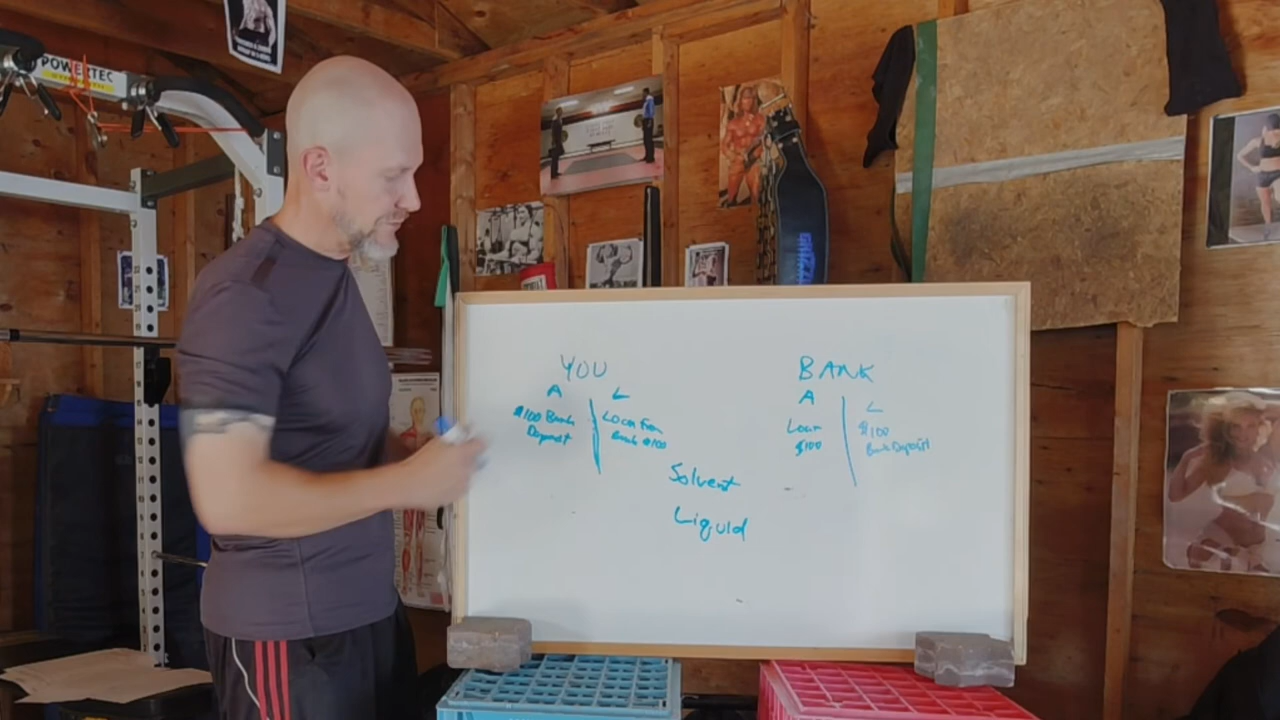 POWERTEC
YOU
A L
$100 Bank Deposit
Loan From Bank $100
BANK
A L
Loan $100
$100 Bank Deposit
Solvent
Liquid